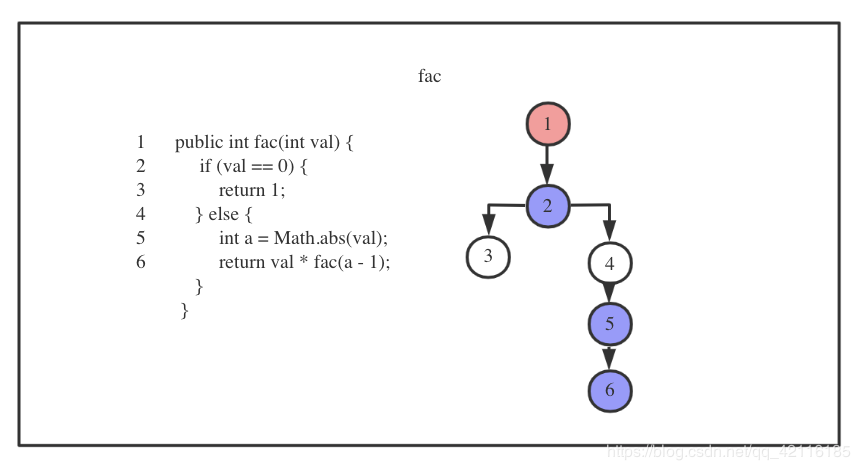 fac
1 public int fac(int val) {
2 if (val == 0) {
3 return 1;
4 } else {
5 int a = Math.abs(val);
6 return val * fac(a - 1);
}
}
1
2
3
4
5
6
https://blog.csdn.net/qq_42116185